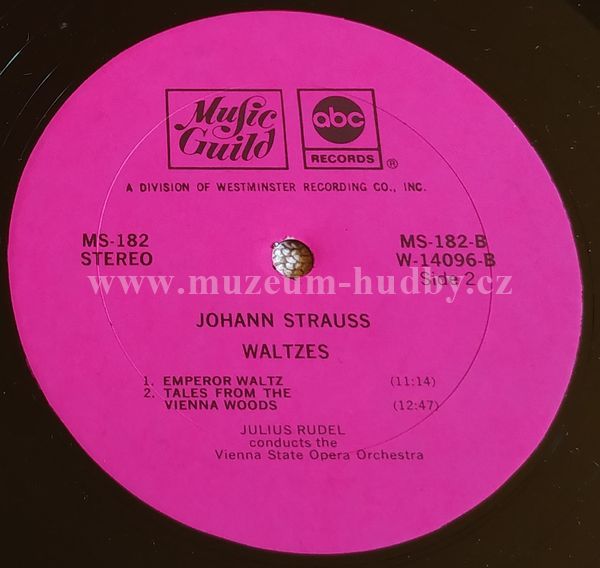 Music Guild
abc
RECORDS ®
A DIVISION OF WESTMINSTER RECORDING CO., INC.
MS-182
STEREO
MS-182-B
W-14096-B
Side 2
www.muzeum-hudby.cz
JOHANN STRAUSS
WALTZES
1. EMPEROR WALTZ (11:14)
2. TALES FROM THE
VIENNA WOODS (12:47)
JULIUS RUDEL
conducts the
Vienna State Opera Orchestra